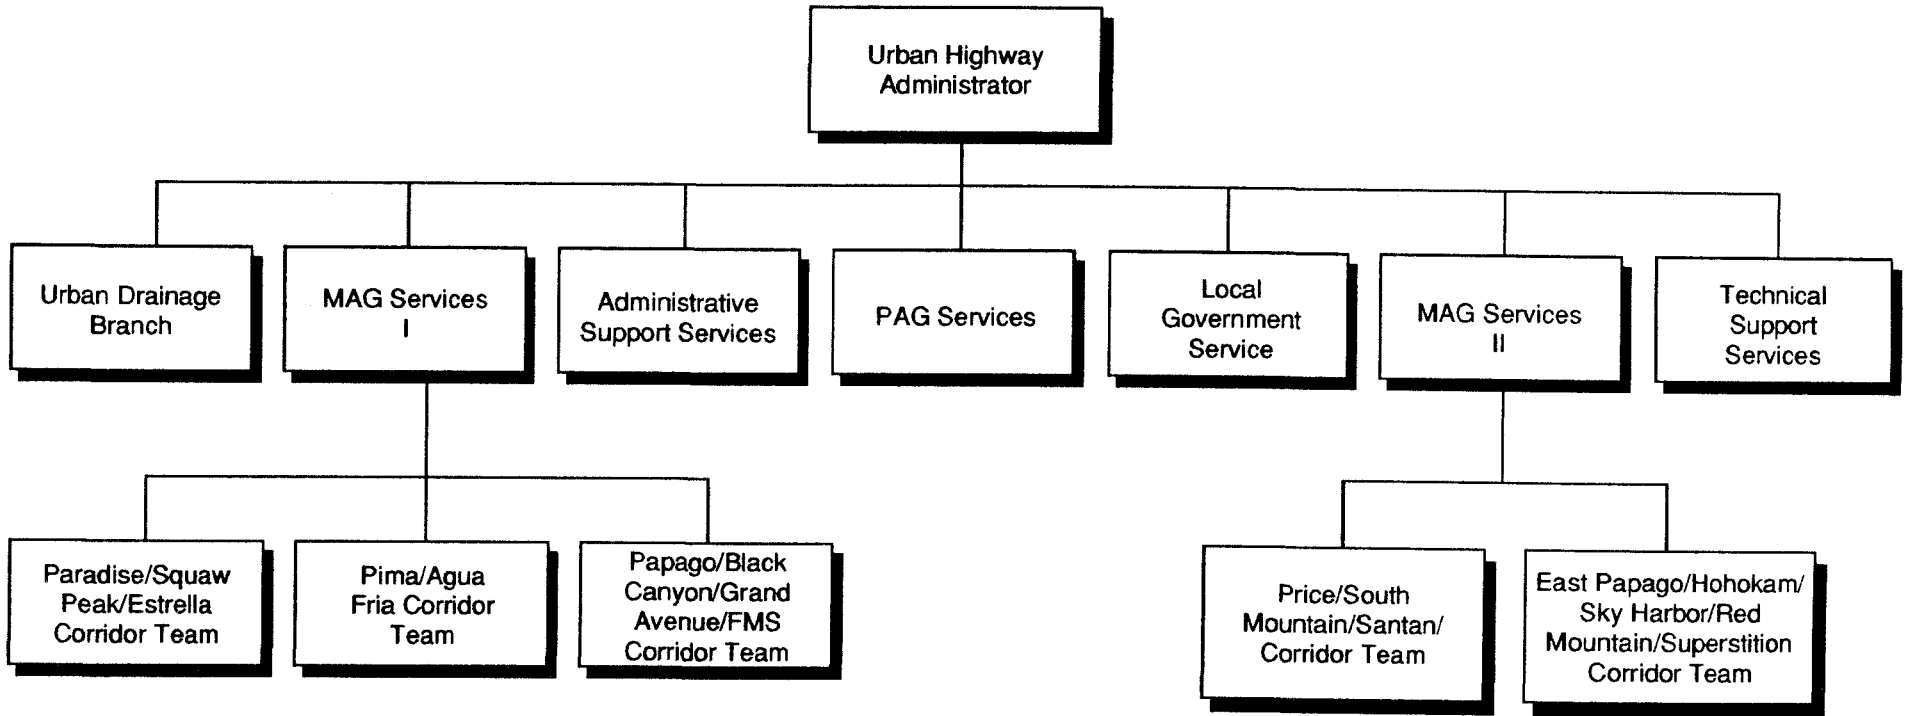 Urban Highway
Administrator
Urban Drainage
Branch
MAG Services
I
Administrative
Support Services
PAG Services
Local
Government
Service
MAG Services
II
Technical
Support
Services
Paradise/Squaw
Peak/Estrella
Corridor Team
Pima/Agua
Fria Corridor
Team
Papago/Black
Canyon/Grand
Avenue/FMS
Corridor Team
Price/South
Mountain/Santan/
Corridor Team
East Papago/Hohokam/
Sky Harbor/Red
Mountain/Superstition
Corridor Team